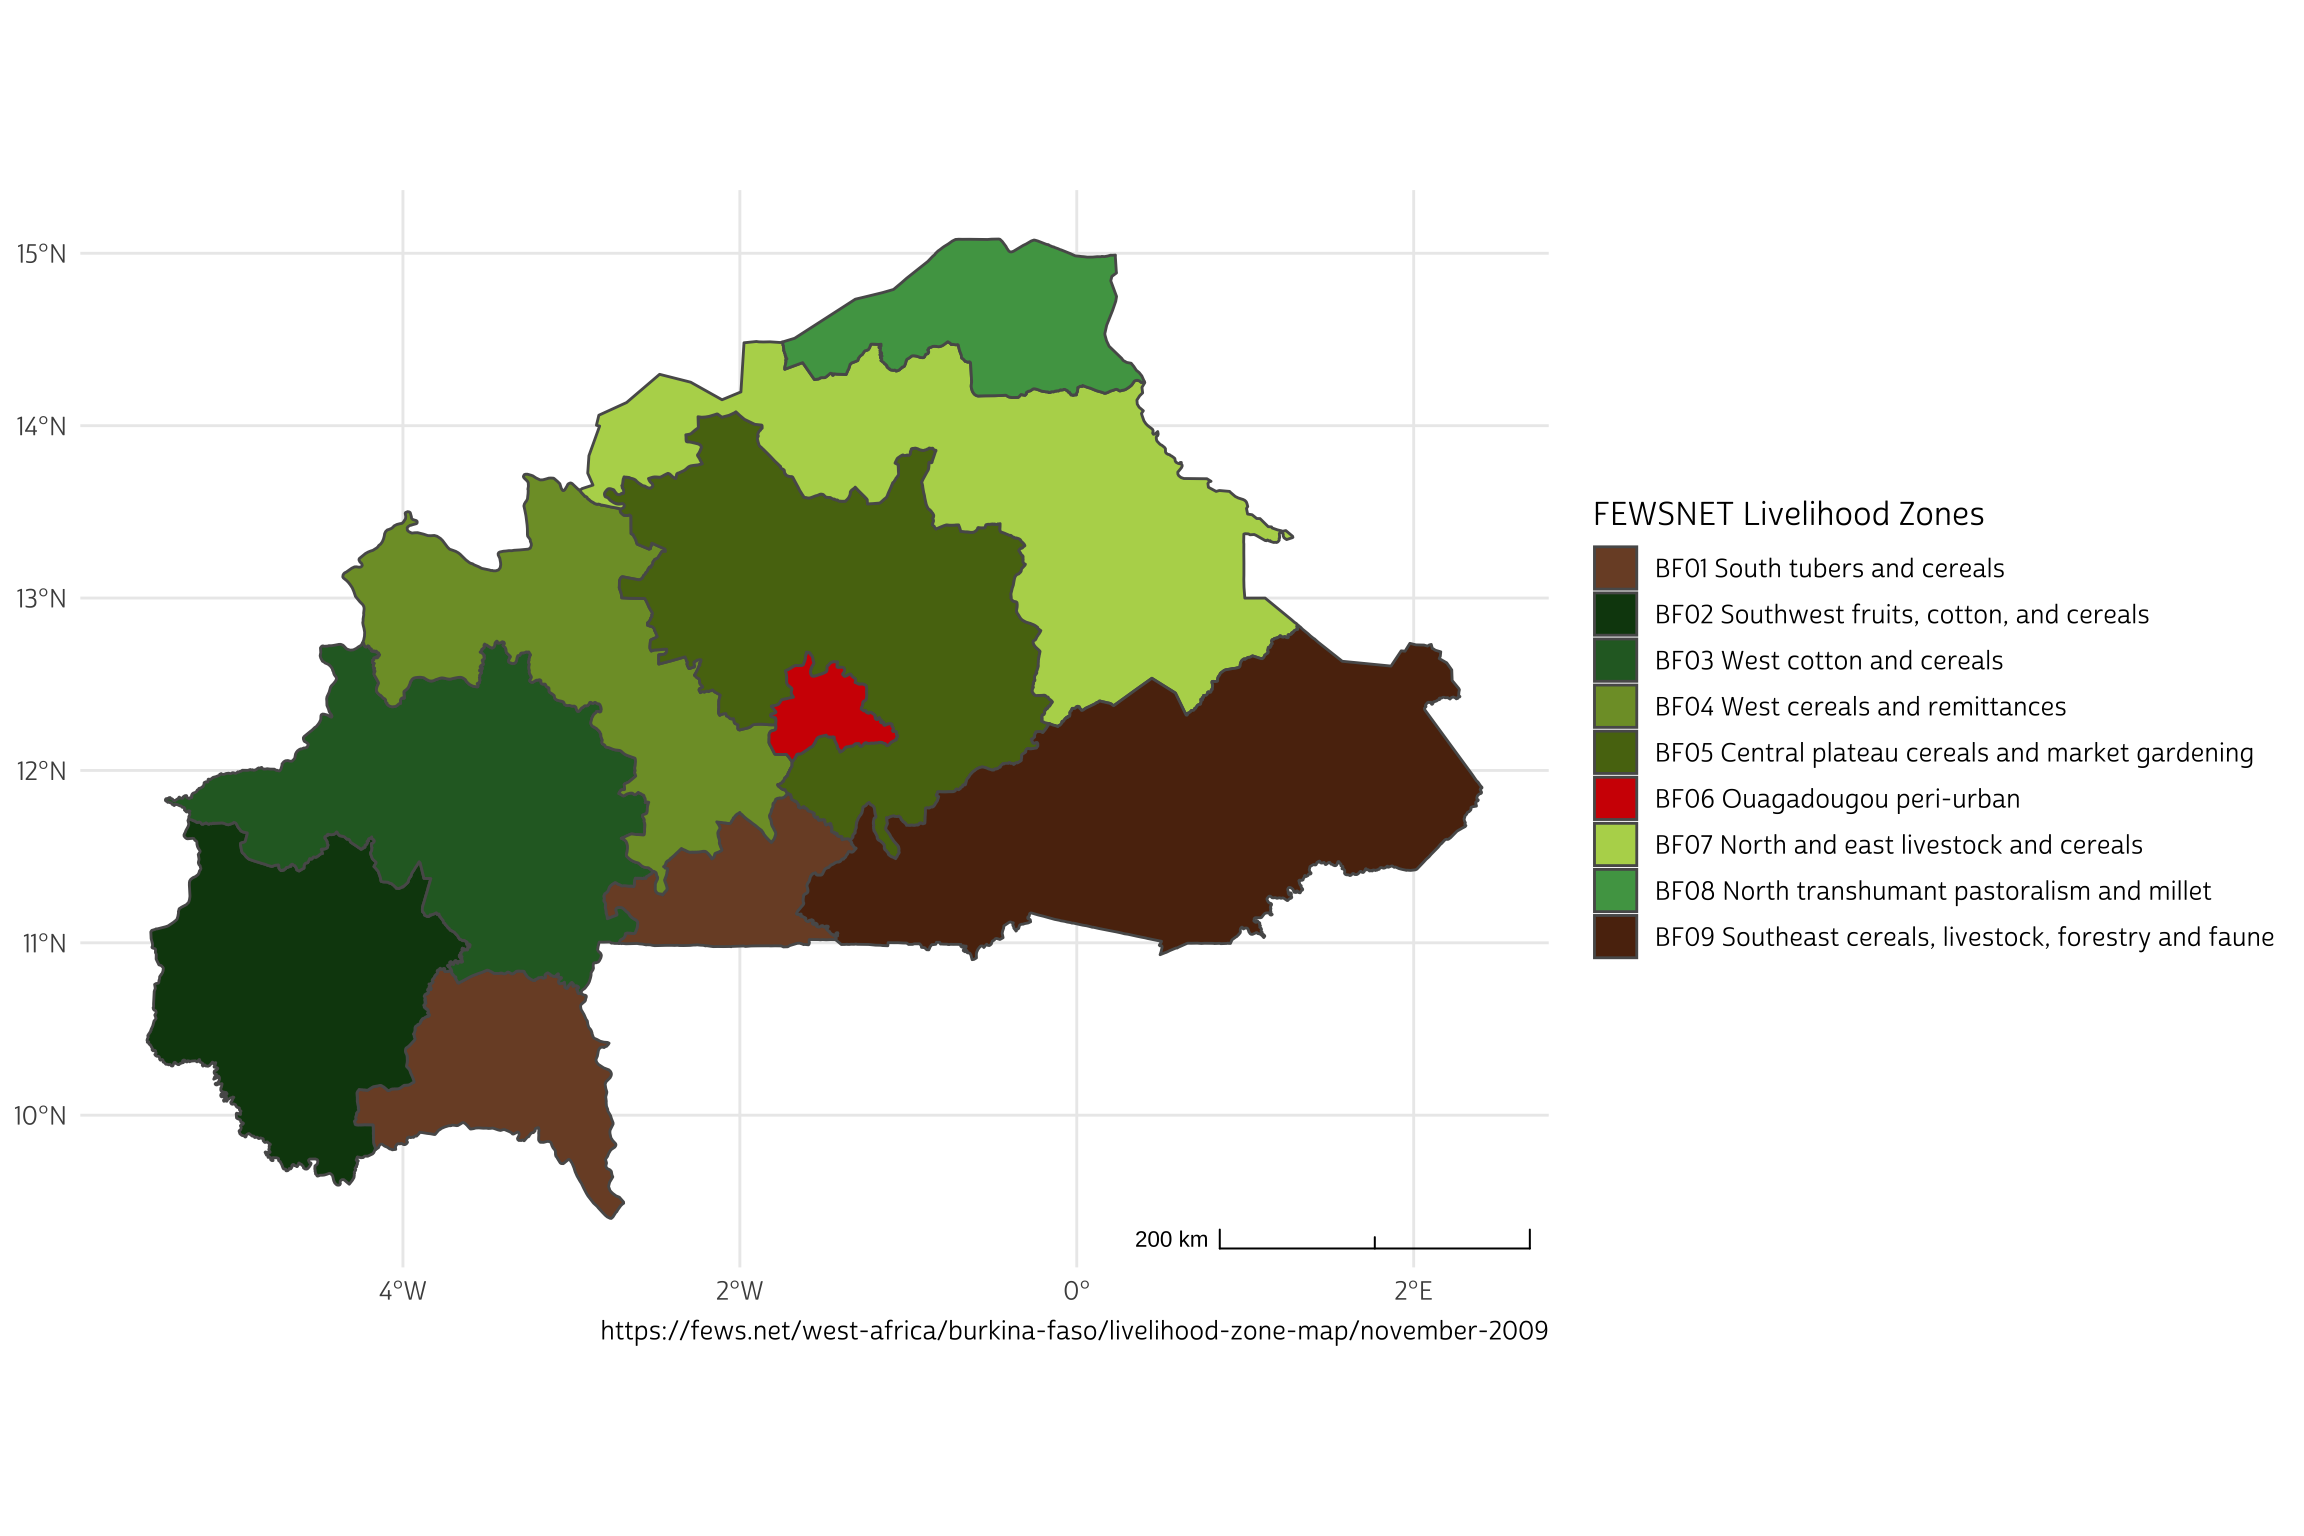 15°N
14°N
13°N
12°N
11°N
10°N
4°W
2°W
0°
2°E
200 km
https://fews.net/west-africa/burkina-faso/livelihood-zone-map/november-2009
FEWSNET Livelihood Zones
BF01 South tubers and cereals
BF02 Southwest fruits, cotton, and cereals
BF03 West cotton and cereals
BF04 West cereals and remittances
BF05 Central plateau cereals and market gardening
BF06 Ouagadougou peri-urban
BF07 North and east livestock and cereals
BF08 North transhumant pastoralism and millet
BF09 Southeast cereals, livestock, forestry and faune